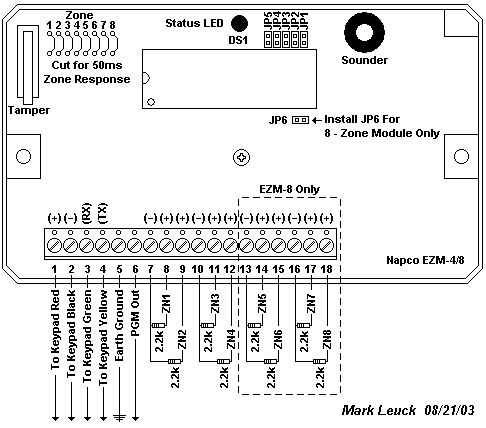 Zone
1 2 3 4 5 6 7 8
Cut for 50ms
Zone Response
Tamper
Status LED
DS1
JP5
JP4
JP3
JP2
JP1
Sounder
JP6
Install JP6 For
8 - Zone Module Only
EZM-8 Only
(+) (−) (RX) (TX) (−) (+) (+) (−) (+) (+) (−) (+) (+) (−) (+) (+)
Napco EZM-4/8
1 2 3 4 5 6 7 8 9 10 11 12 13 14 15 16 17 18
To Keypad Red
To Keypad Black
To Keypad Green
To Keypad Yellow
Earth Ground
PGM Out
ZN1
ZN2
ZN3
ZN4
ZN5
ZN6
ZN7
ZN8
2.2k
2.2k
2.2k
2.2k
2.2k
2.2k
2.2k
2.2k
Mark Leuck 08/21/03